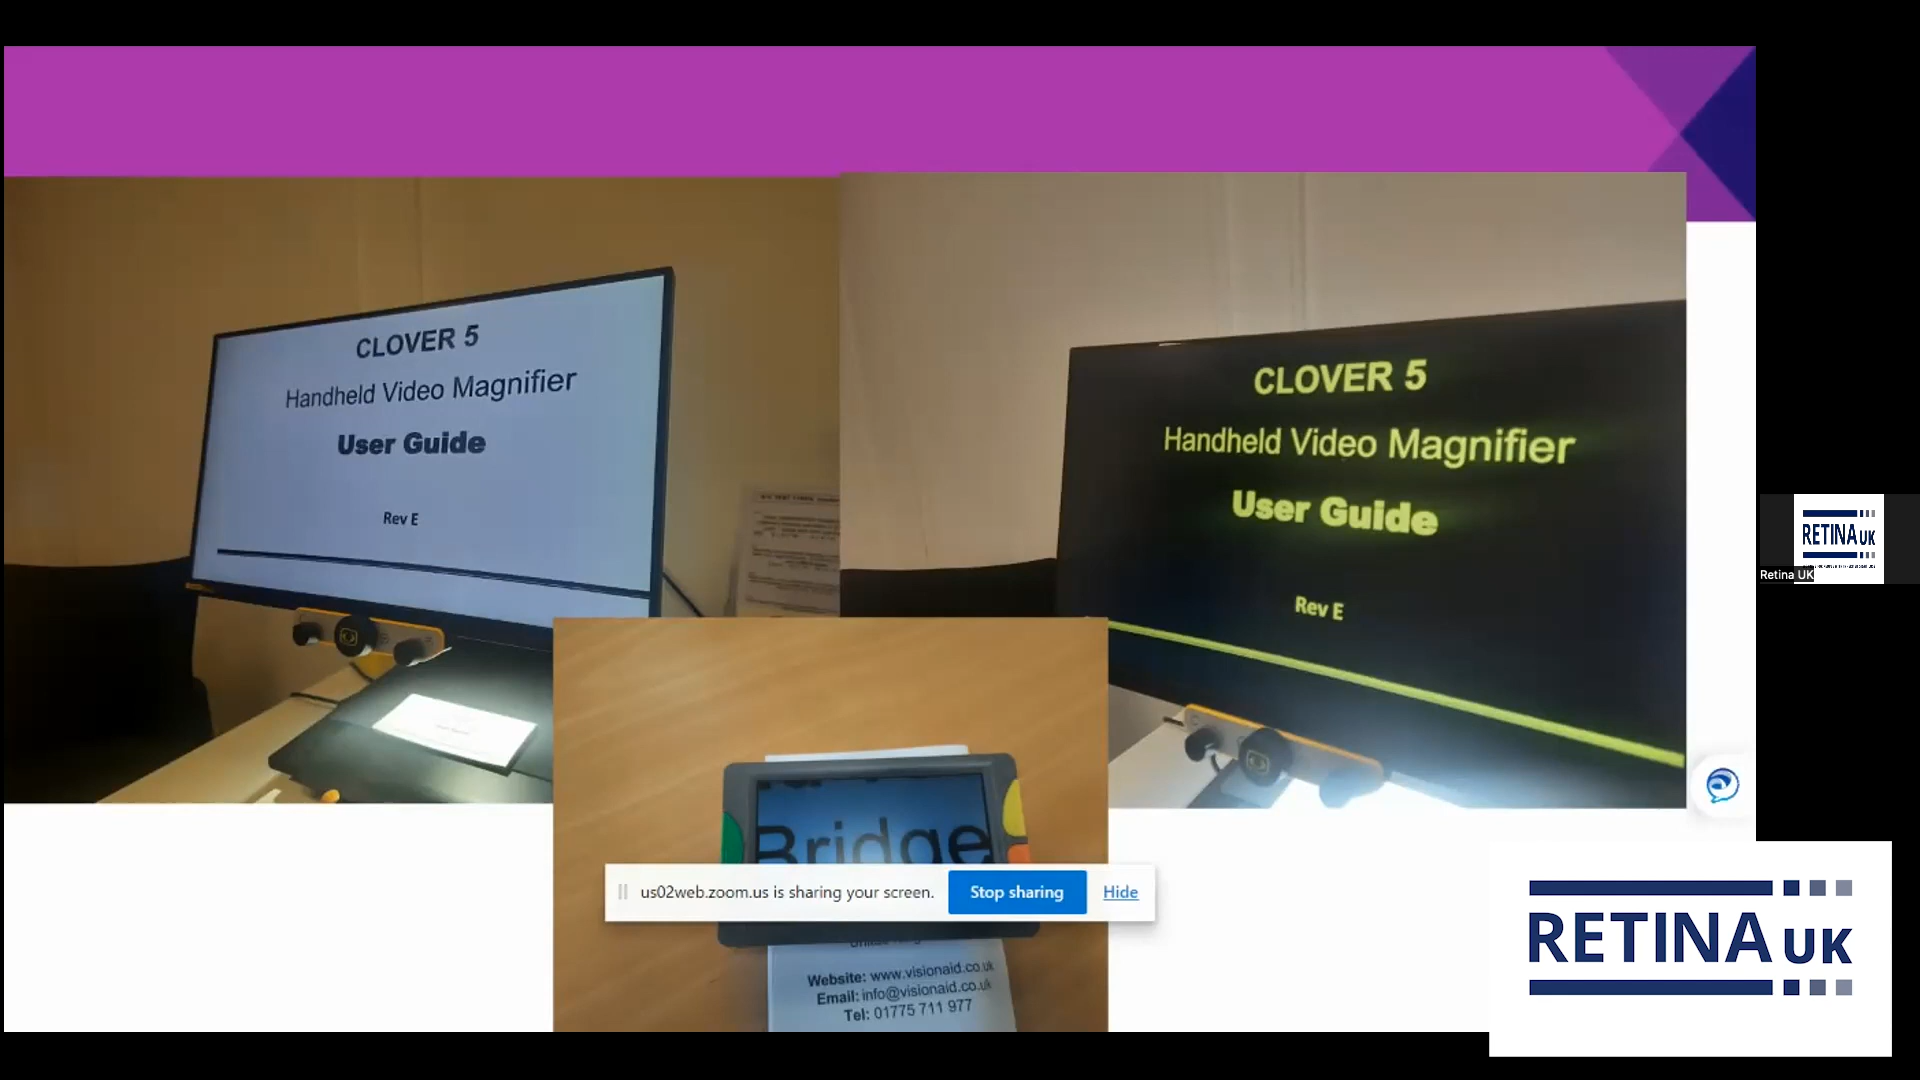 CLOVER 5
Handheld Video Magnifier
User Guide
Rev E
CLOVER 5
Handheld Video Magnifier
User Guide
Rev E
Bridge
us02web.zoom.us is sharing your screen.
Stop sharing
Hide
Website: www.visionaid.co.uk
Email: info@visionaid.co.uk
Tel: 01775 711 977
RETINA UK
Retina UK
RETINA UK